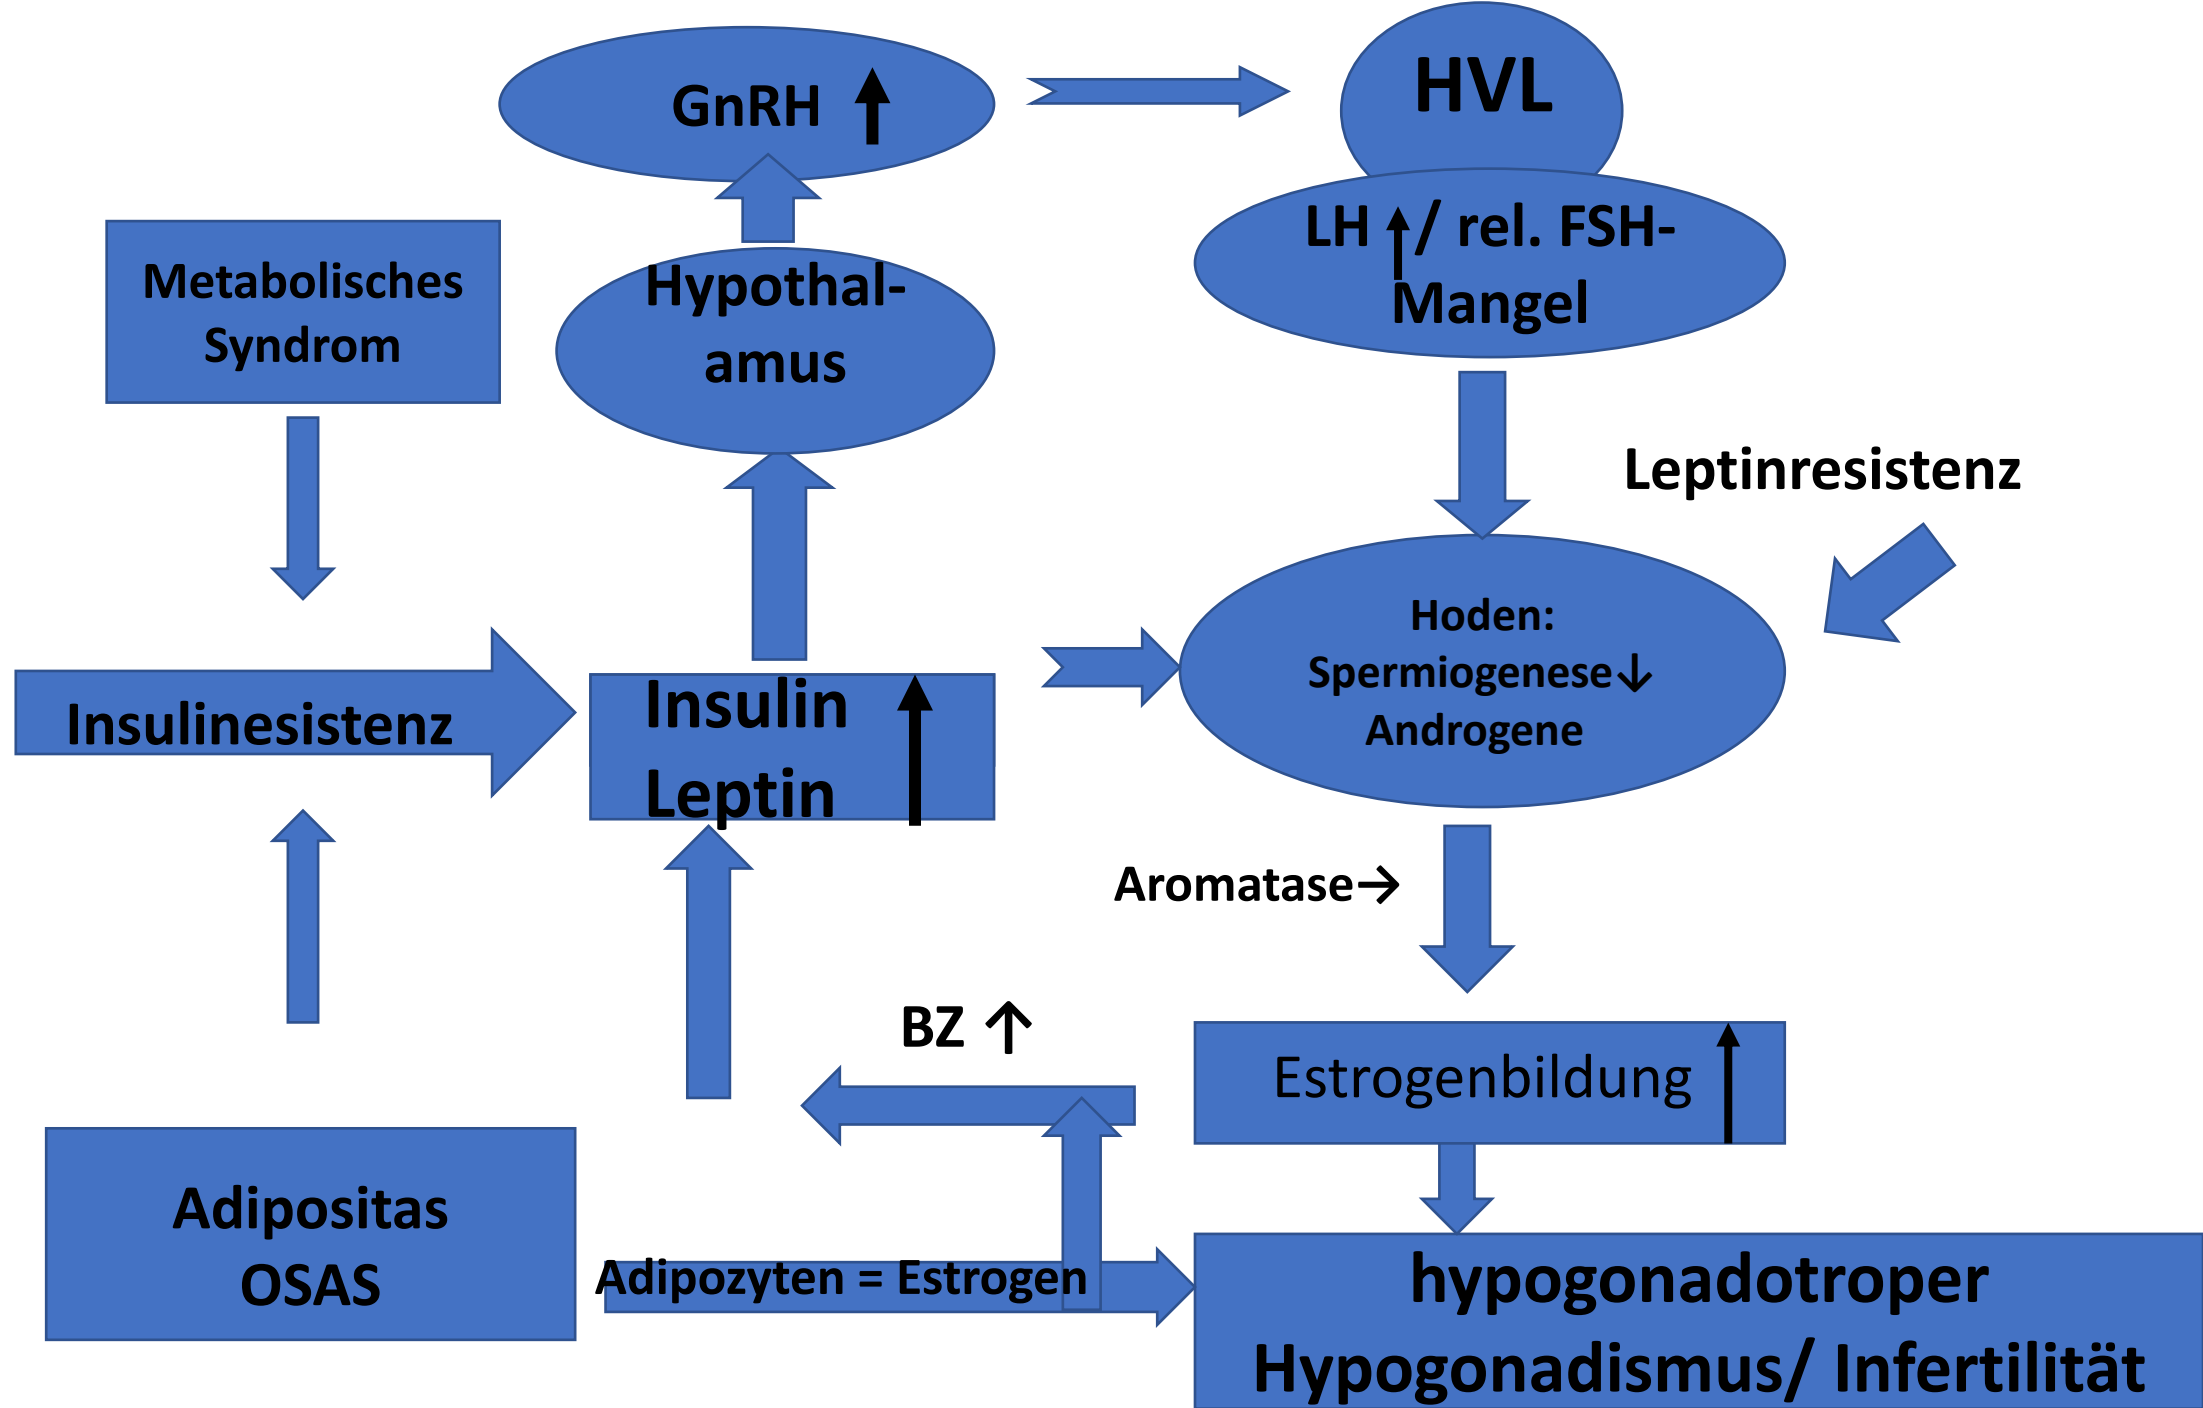 GnRH ↑
HVL
LH ↑/ rel. FSH-
Mangel
Metabolisches
Syndrom
Hypothal-
amus
Leptinresistenz
Insulinesistenz
Insulin
Leptin ↑
Hoden:
Spermiogenese↓
Androgene
Aromatase→
BZ ↑
Estrogenbildung ↑
Adipositas
OSAS
Adipozyten = Estrogen
hypogonadotroper
Hypogonadismus/ Infertilität